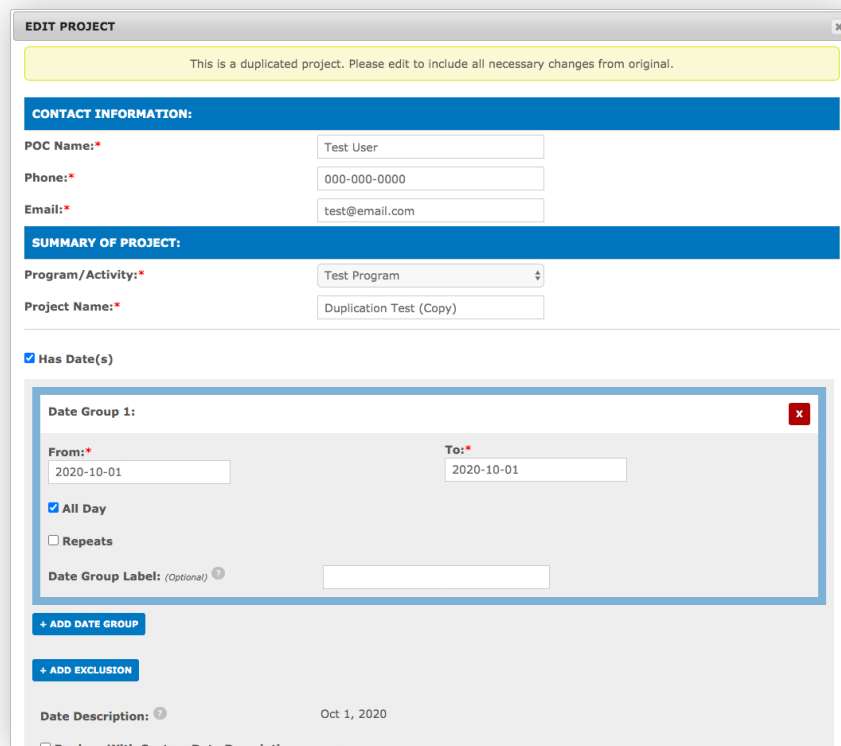 EDIT PROJECT
x
This is a duplicated project. Please edit to include all necessary changes from original.
CONTACT INFORMATION:
POC Name:* Test User
Phone:* 000-000-0000
Email:* test@email.com
SUMMARY OF PROJECT:
Program/Activity:* Test Program
Project Name:* Duplication Test (Copy)
Has Date(s)
Date Group 1: x
From:* To:*
2020-10-01 2020-10-01
All Day
Repeats
Date Group Label: (Optional) ?
+ ADD DATE GROUP
+ ADD EXCLUSION
Date Description: ? Oct 1, 2020